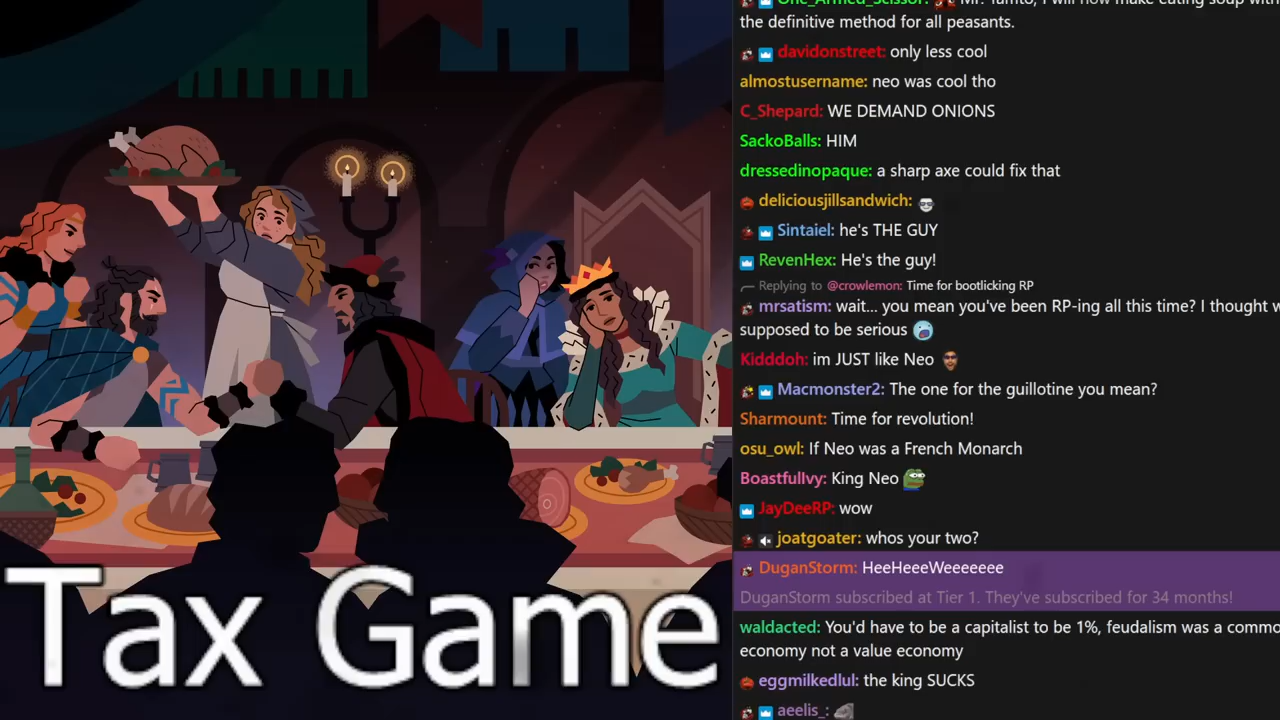 the definitive method for all peasants.
davidonstreet: only less cool
almostusername: neo was cool tho
C_Shepard: WE DEMAND ONIONS
SackoBalls: HIM
dressedinopaque: a sharp axe could fix that
deliciousjillsandwich:
Sintaiel: he's THE GUY
RevenHex: He's the guy!
Replying to @crowlemon: Time for bootlicking RP
mrsatism: wait... you mean you've been RP-ing all this time? I thought
supposed to be serious
Kidddoh: im JUST like Neo
Macmonster2: The one for the guillotine you mean?
Sharmount: Time for revolution!
osu_owl: If Neo was a French Monarch
BoastfulIvy: King Neo
JayDeeRP: wow
joatgoater: whos your two?
DuganStorm: HeeHeeeWeeeeeee
DuganStorm subscribed at Tier 1. They've subscribed for 34 months!
waldacted: You'd have to be a capitalist to be 1%, feudalism was a commo
economy not a value economy
eggmilkedlul: the king SUCKS
aeelis_:
Tax Game